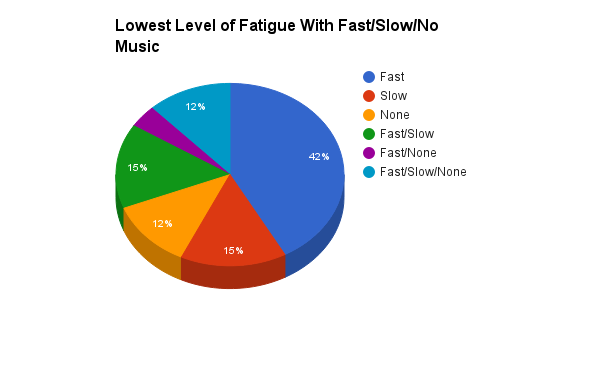 Lowest Level of Fatigue With Fast/Slow/No
Music
12%
42%
15%
12%
15%
Fast
Slow
None
Fast/Slow
Fast/None
Fast/Slow/None